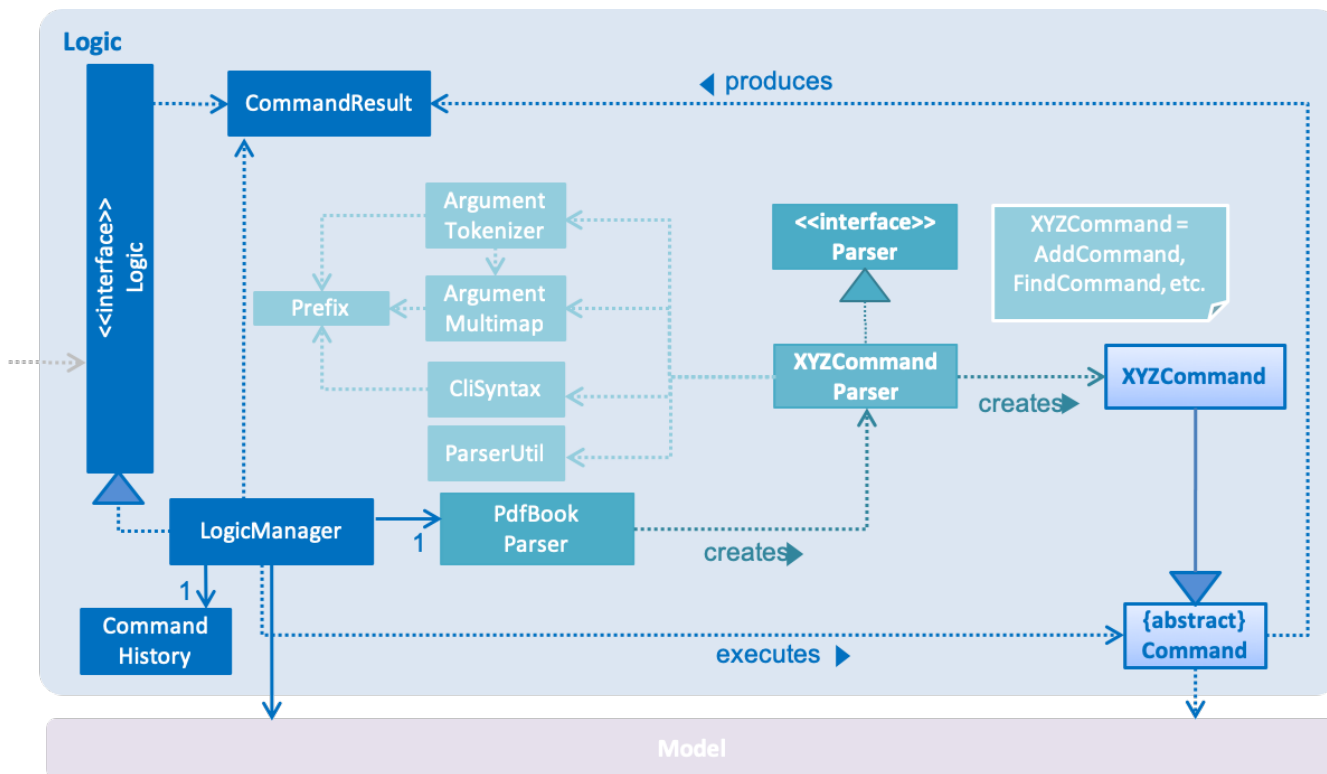 Logic
<<interface>>
Logic
CommandResult
produces
Argument
Tokenizer
<<interface>>
Parser
XYZCommand =
AddCommand,
FindCommand, etc.
Prefix
Argument
Multimap
XYZCommand
Parser
XYZCommand
creates
CliSyntax
ParserUtil
LogicManager
1
PdfBook
Parser
creates
1
Command
History
executes
{abstract}
Command
Model